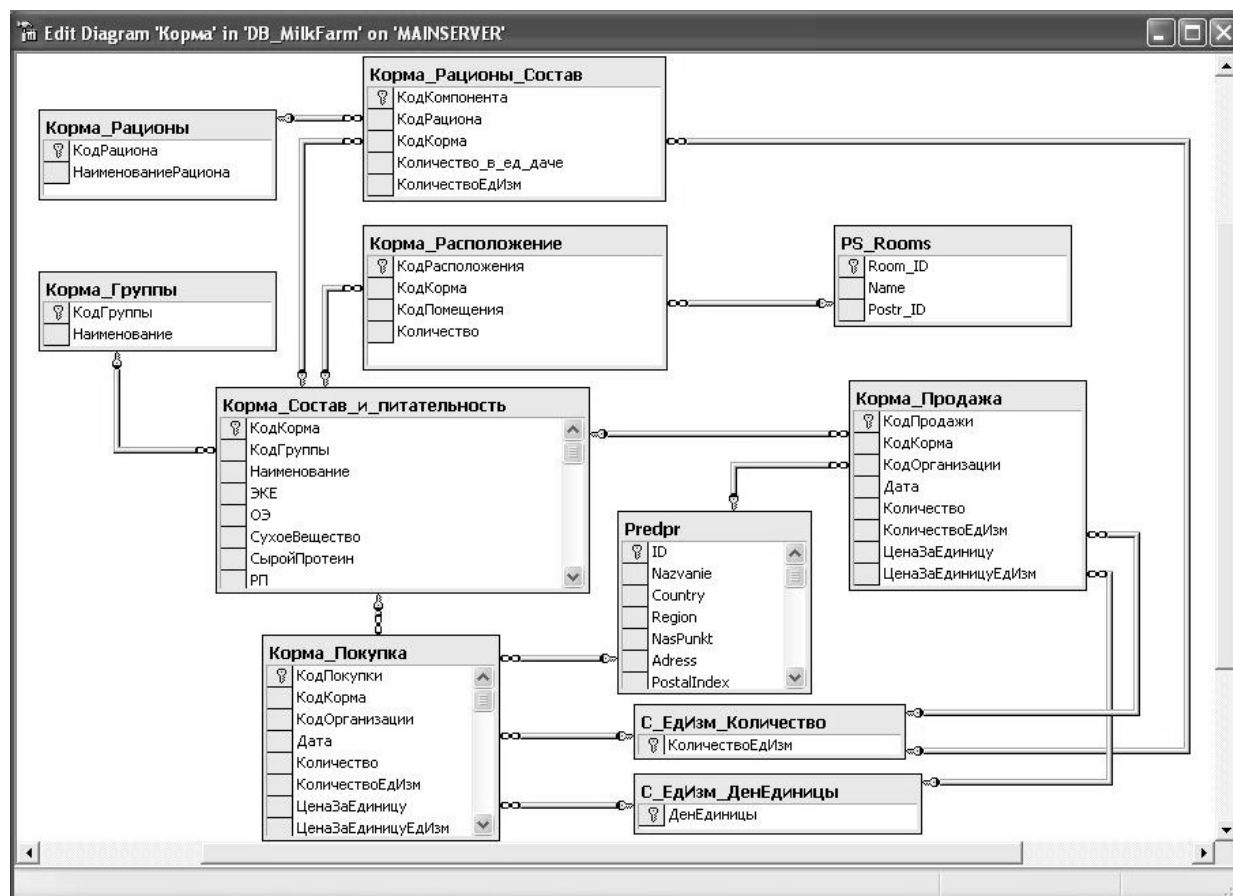 Edit Diagram 'Корма' in 'DB_MilkFarm' on 'MAINSERVER'
Корма_Рационы_Состав
КодКомпонента
КодРациона
КодКорма
Количество_в_ед_даче
КоличествоЕдИзм
Корма_Рационы
КодРациона
НаименованиеРациона
Корма_Расположение
КодРасположения
КодКорма
КодПомещения
Количество
PS_Rooms
Room_ID
Name
Postr_ID
Корма_Группы
КодГруппы
Наименование
Корма_Состав_и_питательность
КодКорма
КодГруппы
Наименование
ЭКЕ
ОЭ
СухоеВещество
СыройПротеин
РП
Корма_Продажа
КодПродажи
КодКорма
КодОрганизации
Дата
Количество
КоличествоЕдИзм
ЦенаЗаЕдиницу
ЦенаЗаЕдиницуЕдИзм
Predpr
ID
Nazvanie
Country
Region
NasPunkt
Adress
PostalIndex
Корма_Покупка
КодПокупки
КодКорма
КодОрганизации
Дата
Количество
КоличествоЕдИзм
ЦенаЗаЕдиницу
ЦенаЗаЕдиницуЕдИзм
С_ЕдИзм_Количество
КоличествоЕдИзм
С_ЕдИзм_ДенЕдиницы
ДенЕдиницы